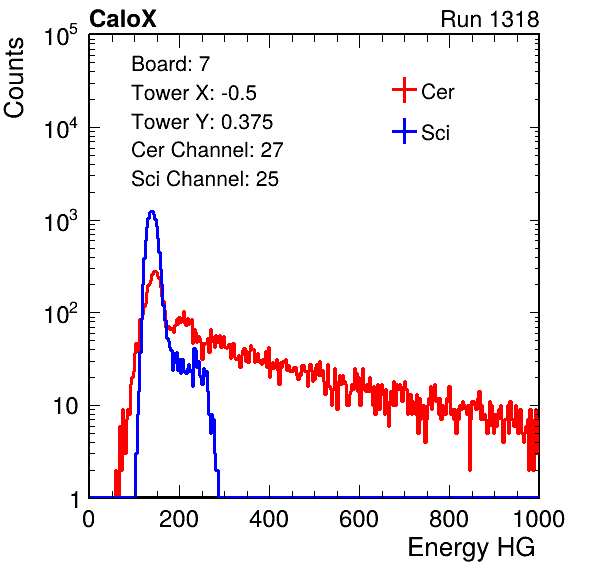 CaloX Run 1318
Counts
10^5
10^4
10^3
10^2
10
1
Board: 7
Tower X: -0.5
Tower Y: 0.375
Cer Channel: 27
Sci Channel: 25
Cer
Sci
0 200 400 600 800 1000
Energy HG